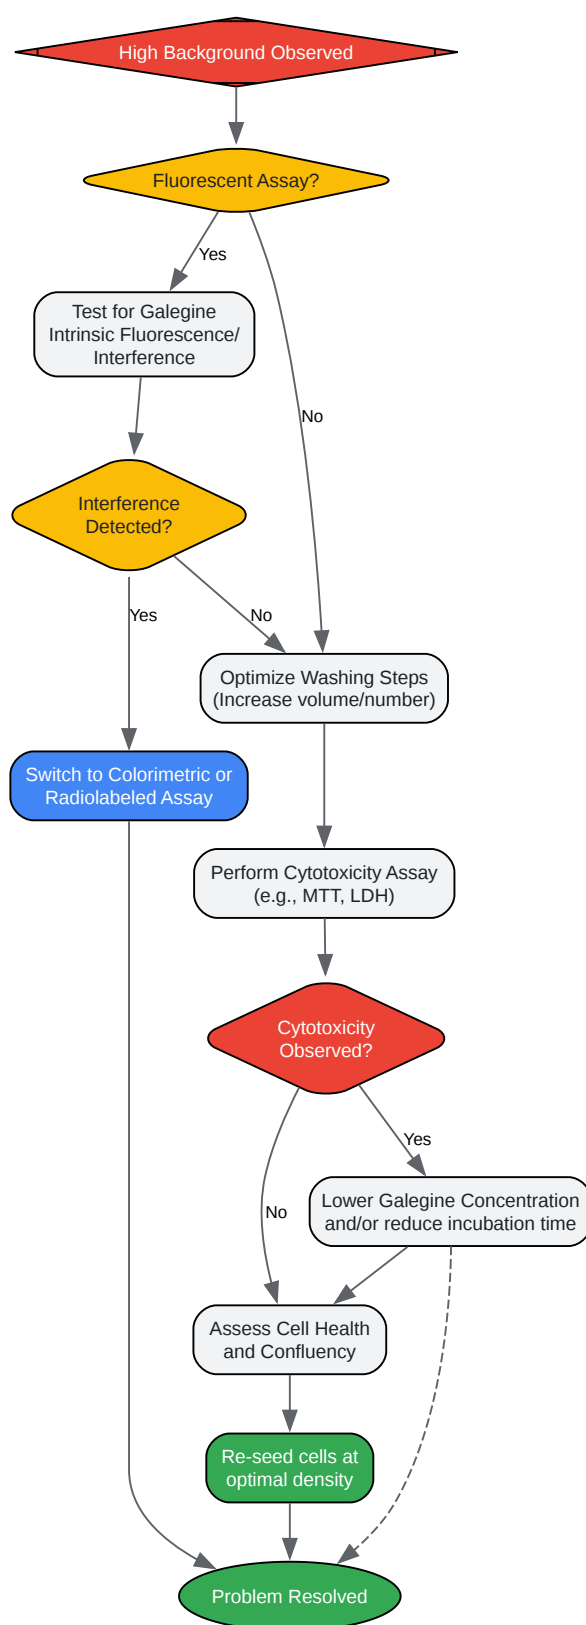 High Background Observed
Fluorescent Assay?
Yes
Test for Galegine
Intrinsic Fluorescence/
Interference
No
Interference
Detected?
Yes
No
Optimize Washing Steps
(Increase volume/number)
Switch to Colorimetric or
Radiolabeled Assay
Perform Cytotoxicity Assay
(e.g., MTT, LDH)
Cytotoxicity
Observed?
Yes
No
Lower Galegine Concentration
and/or reduce incubation time
Assess Cell Health
and Confluency
Re-seed cells at
optimal density
Problem Resolved